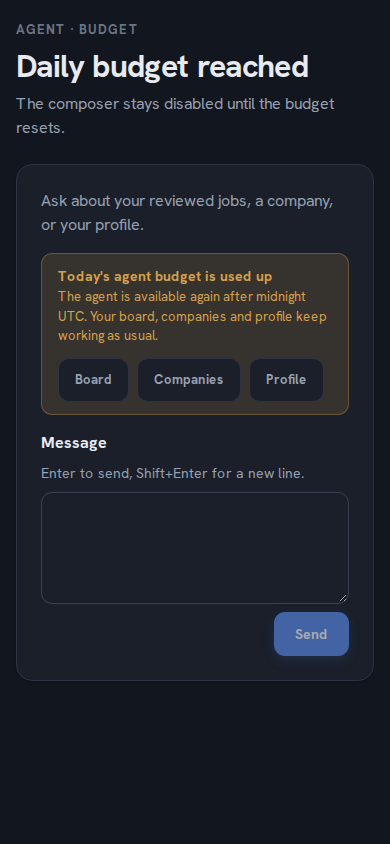 AGENT · BUDGET
Daily budget reached
The composer stays disabled until the budget
resets.
Ask about your reviewed jobs, a company,
or your profile.
Today's agent budget is used up
The agent is available again after midnight
UTC. Your board, companies and profile keep
working as usual.
Board
Companies
Profile
Message
Enter to send, Shift+Enter for a new line.
Send